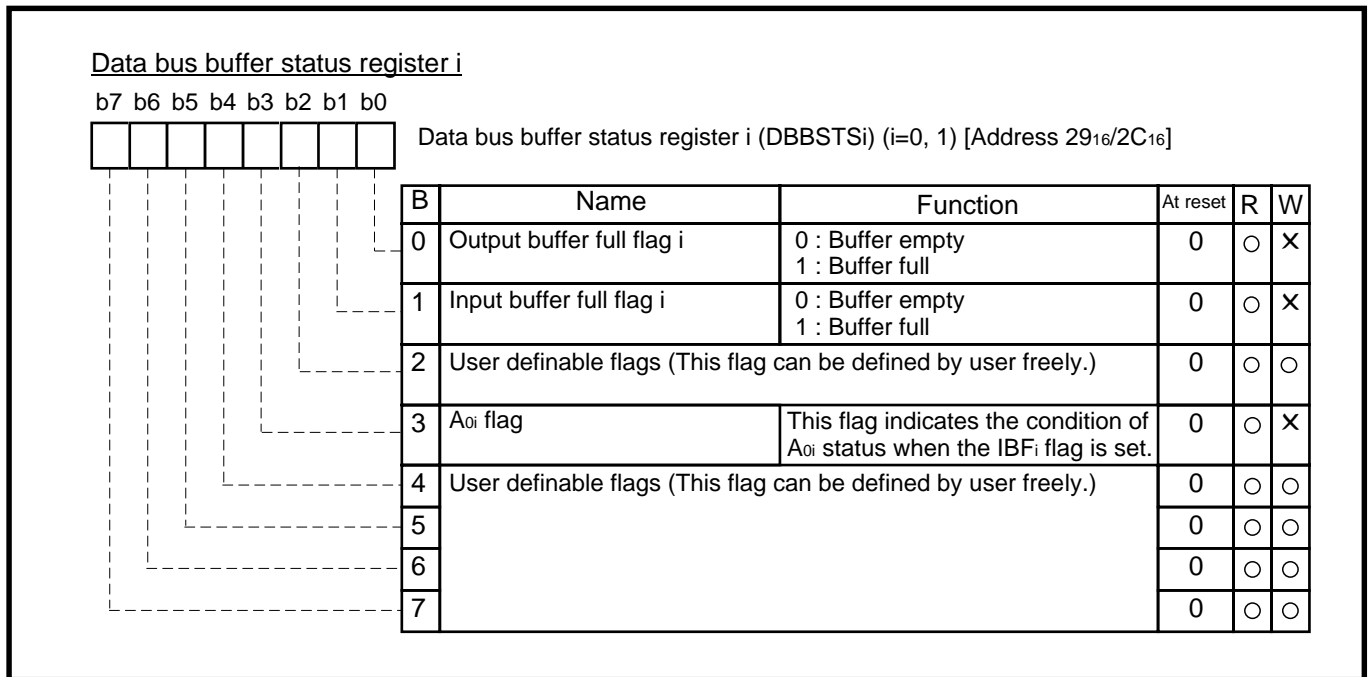 Data bus buffer status register i
b7 b6 b5 b4 b3 b2 b1 b0
Data bus buffer status register i (DBBSTSi) (i=0, 1) [Address 2916/2C16]
B Name Function At reset R W
0 Output buffer full flag i 0 : Buffer empty 0 ○ ×
1 : Buffer full
1 Input buffer full flag i 0 : Buffer empty 0 ○ ×
1 : Buffer full
2 User definable flags (This flag can be defined by user freely.) 0 ○ ○
3 A0i flag This flag indicates the condition of 0 ○ ×
A0i status when the IBFi flag is set.
4 User definable flags (This flag can be defined by user freely.) 0 ○ ○
5 0 ○ ○
6 0 ○ ○
7 0 ○ ○